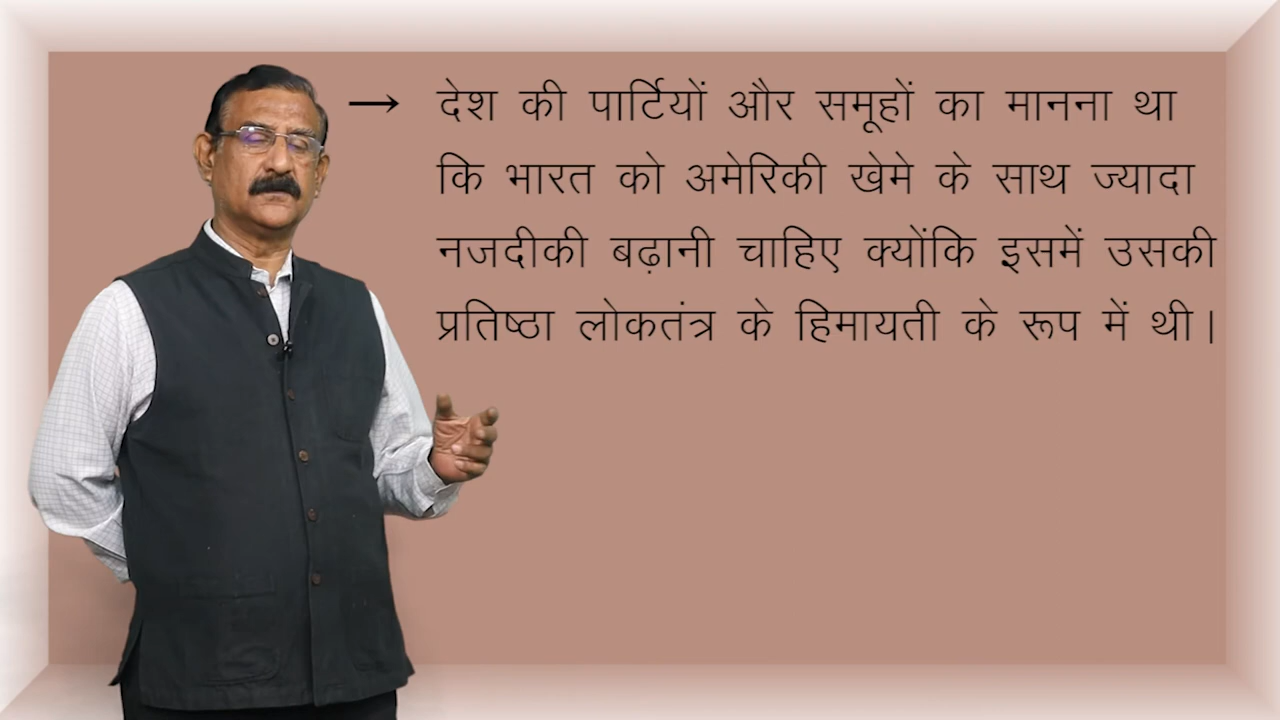 → देश की पार्टियों और समूहों का मानना था
कि भारत को अमेरिकी खेमे के साथ ज्यादा
नजदीकी बढ़ानी चाहिए क्योंकि इसमें उसकी
प्रतिष्ठा लोकतंत्र के हिमायती के रूप में थी।